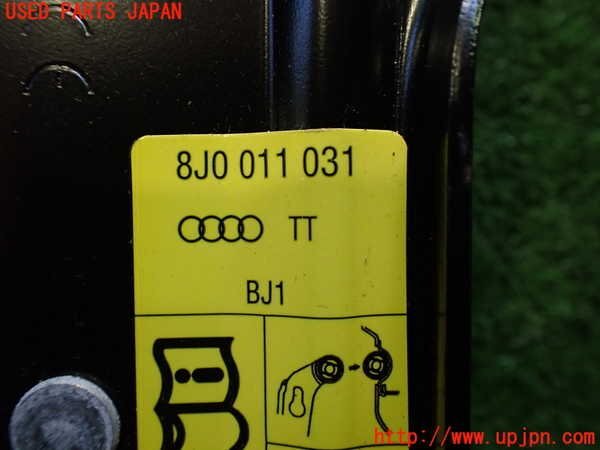 USED PARTS JAPAN
8J0 011 031
TT
BJ1
http://www.upjpn.com/